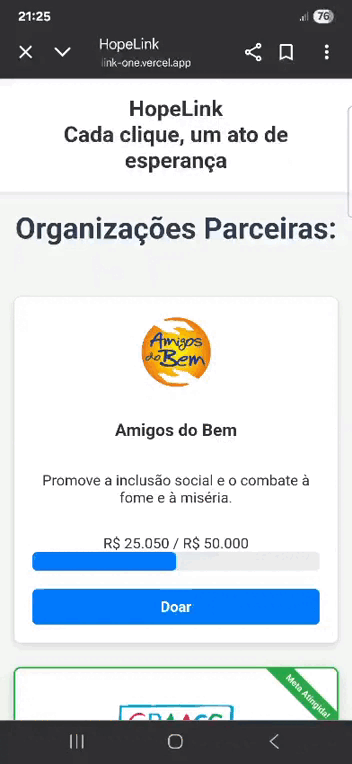 21:25
76
HopeLink
link-one.vercel.app
HopeLink
Cada clique, um ato de
esperança
Organizações Parceiras:
Amigos
do Bem
Amigos do Bem
Promove a inclusão social e o combate à
fome e à miséria.
R$ 25.050 / R$ 50.000
Doar
Meta Atingida!
GRAACC